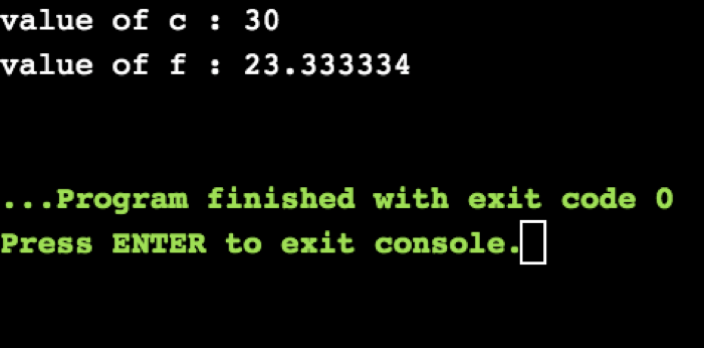 value of c : 30
value of f : 23.333334
...Program finished with exit code 0
Press ENTER to exit console.